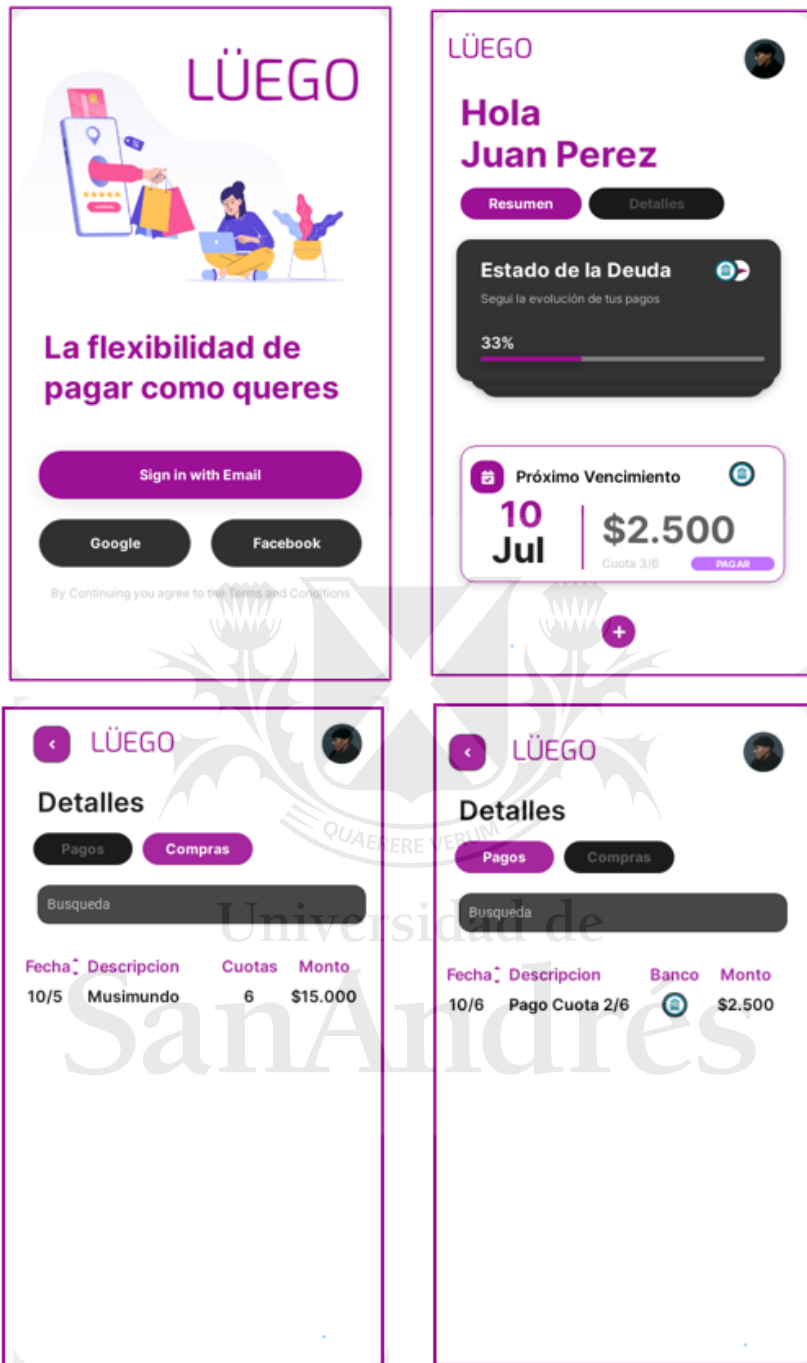 LÜEGO
La flexibilidad de
pagar como queres
Sign in with Email
Google
Facebook
By Continuing you agree to the Terms and Conditions
LÜEGO
Hola
Juan Perez
Resumen
Detalles
Estado de la Deuda
Segui la evolución de tus pagos
33%
Próximo Vencimiento
10
Jul
$2.500
Cuota 3/6
PAGAR
LÜEGO
Detalles
Pagos
Compras
Busqueda
Fecha Descripcion Cuotas Monto
10/5 Musimundo 6 $15.000
LÜEGO
Detalles
Pagos
Compras
Busqueda
Fecha Descripcion Banco Monto
10/6 Pago Cuota 2/6 $2.500
QUAERERE VERUM
Universidad de
SanAndrés